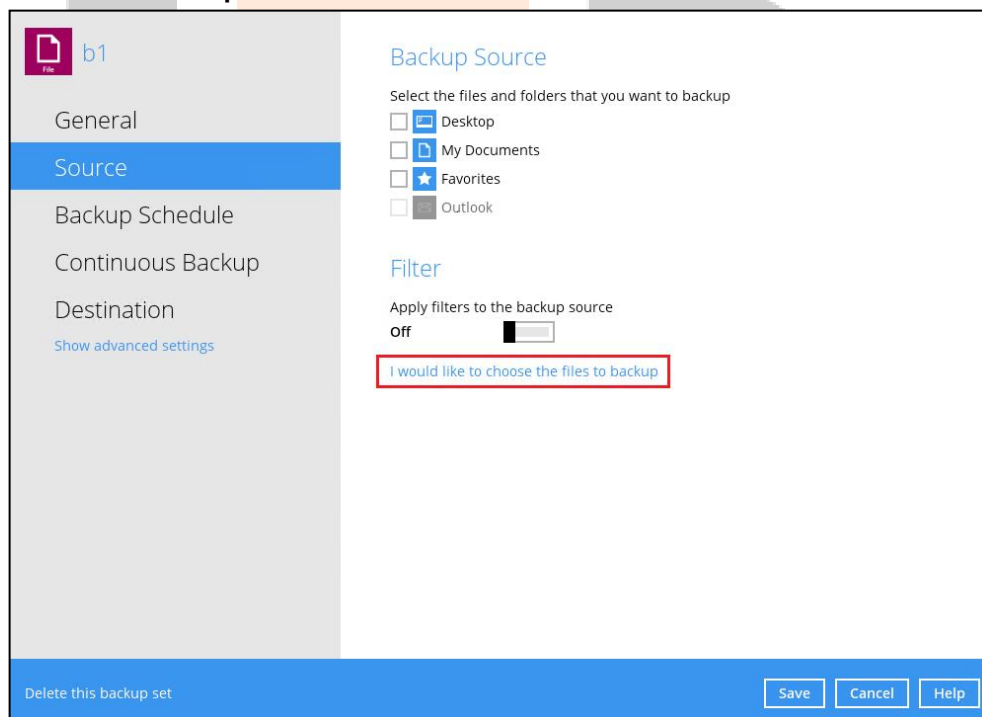 File
b1
General
Source
Backup Schedule
Continuous Backup
Destination
Show advanced settings
Backup Source
Select the files and folders that you want to backup
Desktop
My Documents
Favorites
Outlook
Filter
Apply filters to the backup source
Off
I would like to choose the files to backup
Delete this backup set
Save
Cancel
Help